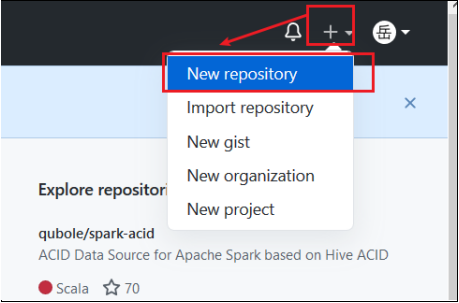 岳
New repository
Import repository
New gist
New organization
New project
Explore repositori
qubole/spark-acid
ACID Data Source for Apache Spark based on Hive ACID
Scala 70